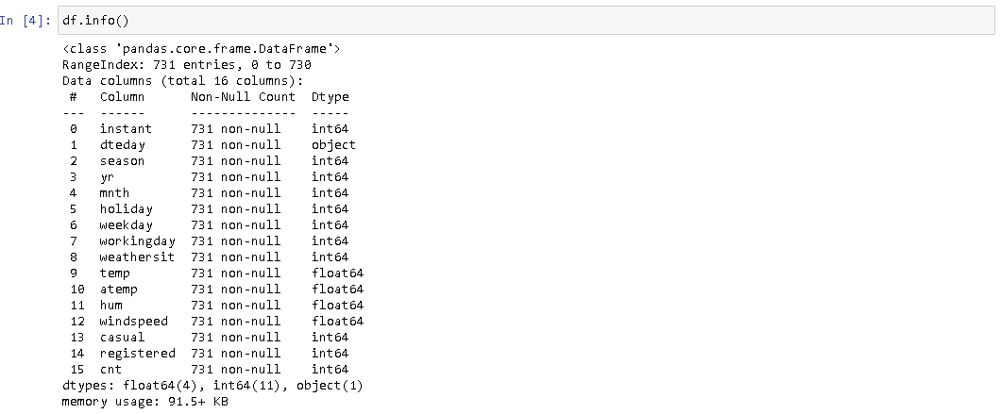 In [4]: df.info()
<class 'pandas.core.frame.DataFrame'>
RangeIndex: 731 entries, 0 to 730
Data columns (total 16 columns):
 #   Column      Non-Null Count  Dtype
---  ------      --------------  -----
 0   instant     731 non-null    int64
 1   dteday      731 non-null    object
 2   season      731 non-null    int64
 3   yr          731 non-null    int64
 4   mnth        731 non-null    int64
 5   holiday     731 non-null    int64
 6   weekday     731 non-null    int64
 7   workingday  731 non-null    int64
 8   weathersit  731 non-null    int64
 9   temp        731 non-null    float64
 10  atemp       731 non-null    float64
 11  hum         731 non-null    float64
 12  windspeed   731 non-null    float64
 13  casual      731 non-null    int64
 14  registered  731 non-null    int64
 15  cnt         731 non-null    int64
dtypes: float64(4), int64(11), object(1)
memory usage: 91.5+ KB